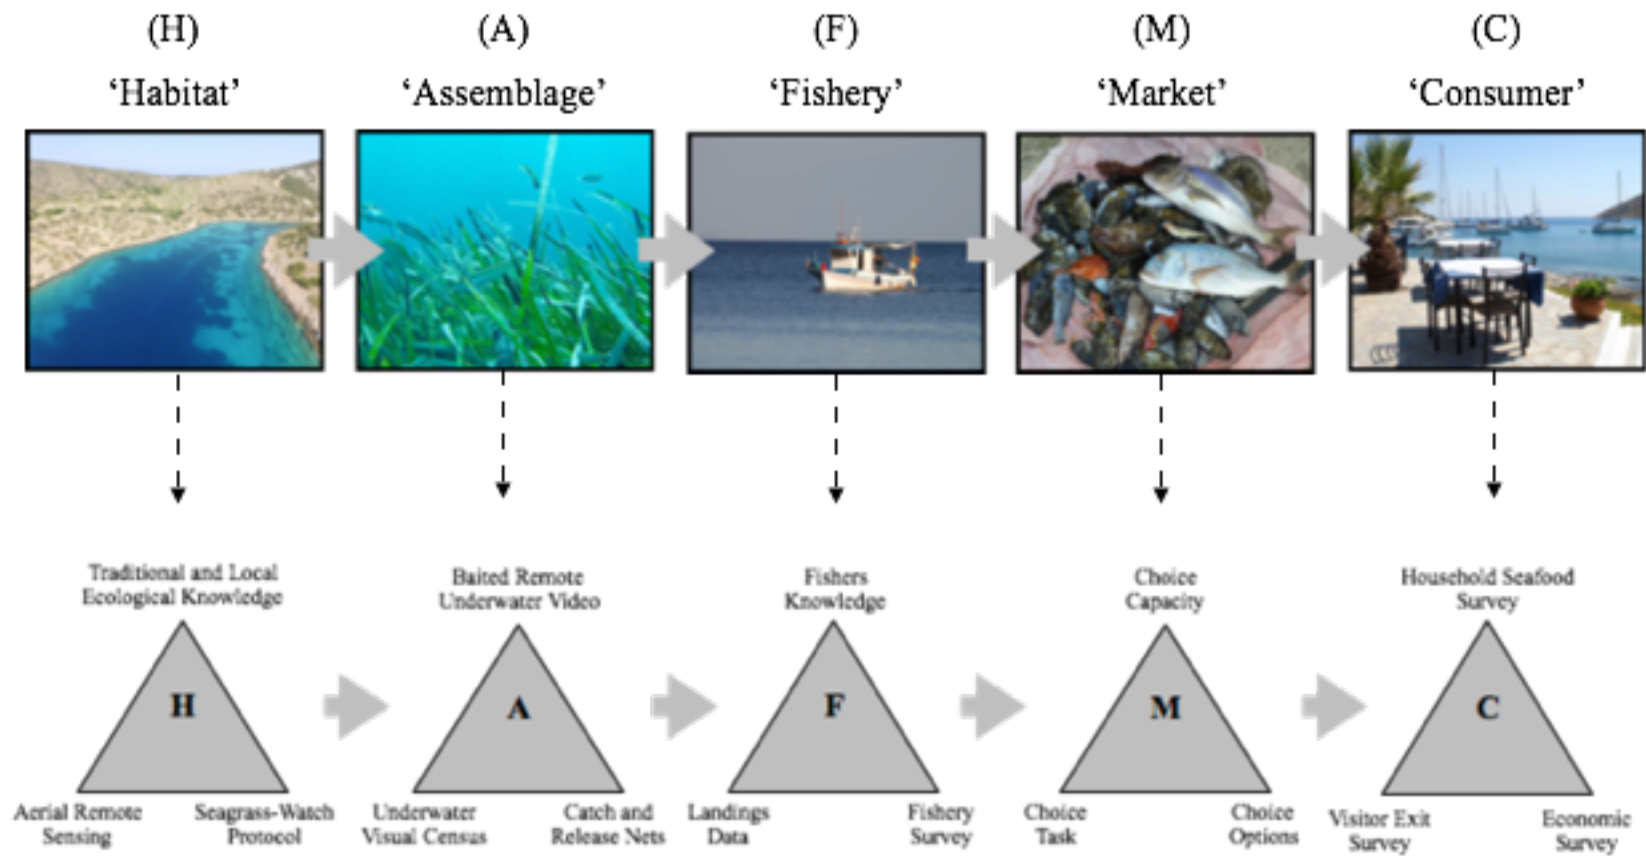 (H)
(A)
(F)
(M)
(C)
‘Habitat’
‘Assemblage’
‘Fishery’
‘Market’
‘Consumer’
Traditional and Local
Ecological Knowledge
Baited Remote
Underwater Video
Fishers
Knowledge
Choice
Capacity
Household Seafood
Survey
H
A
F
M
C
Aerial Remote
Sensing
Seagrass-Watch
Protocol
Underwater
Visual Census
Catch and
Release Nets
Landings
Data
Fishery
Survey
Choice
Task
Choice
Options
Visitor Exit
Survey
Economic
Survey